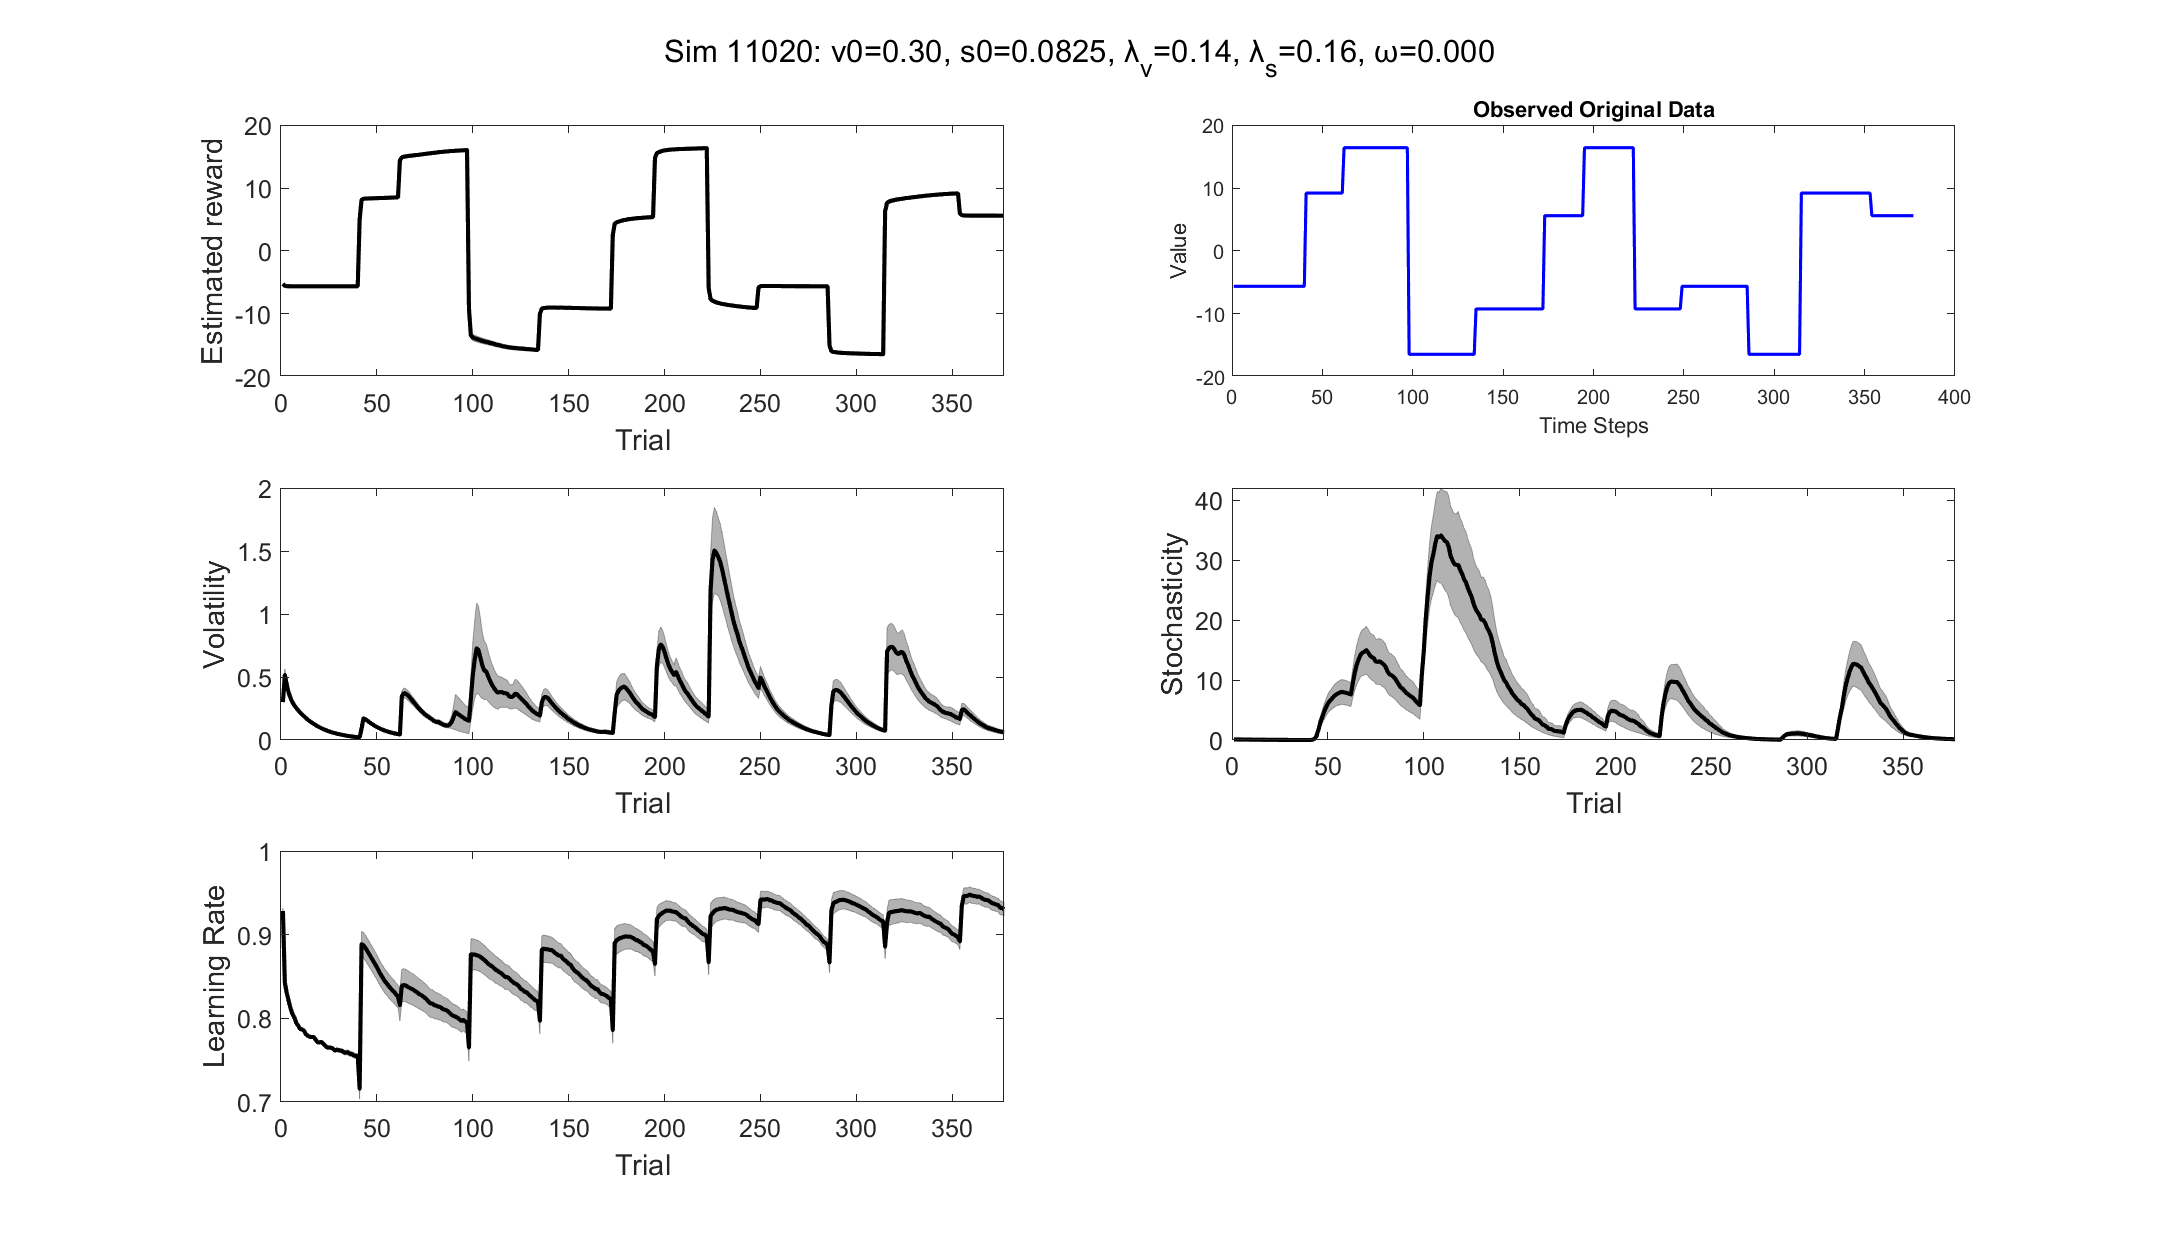 Sim 11020: v0=0.30, s0=0.0825, λv=0.14, λs=0.16, ω=0.000
Estimated reward
20
10
0
-10
-20
0 50 100 150 200 250 300 350
Trial
Observed Original Data
Value
20
10
0
-10
-20
0 50 100 150 200 250 300 350 400
Time Steps
Volatility
2
1.5
1
0.5
0
0 50 100 150 200 250 300 350
Trial
Stochasticity
40
30
20
10
0
0 50 100 150 200 250 300 350
Trial
Learning Rate
1
0.9
0.8
0.7
0 50 100 150 200 250 300 350
Trial